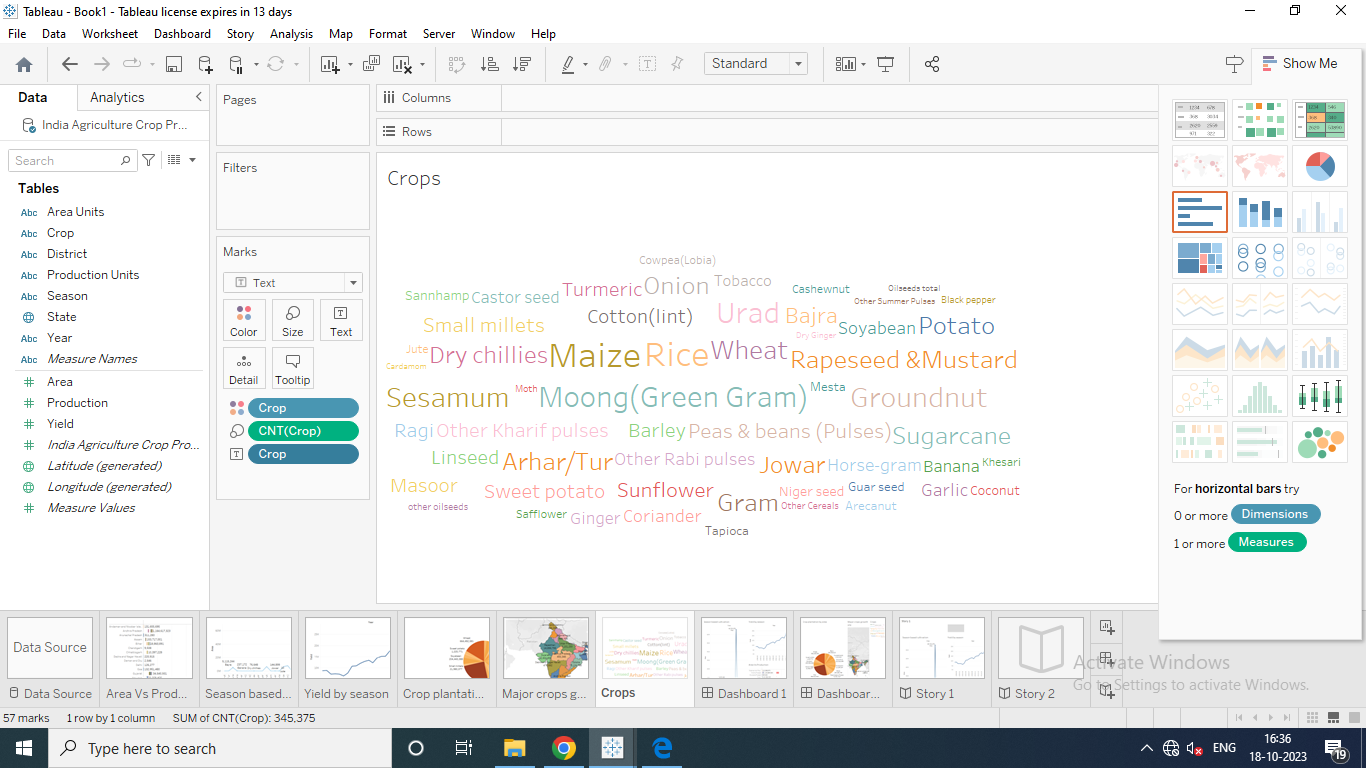 Tableau - Book1 - Tableau license expires in 13 days
File Data Worksheet Dashboard Story Analysis Map Format Server Window Help
Standard
Show Me
Data Analytics
India Agriculture Crop Pr...
Search
Tables
Abc Area Units
Abc Crop
Abc District
Abc Production Units
Abc Season
State
Abc Year
Abc Measure Names
Area
Production
Yield
India Agriculture Crop Pro...
Latitude (generated)
Longitude (generated)
Measure Values
Pages
Filters
Marks
Text
Color Size Text
Detail Tooltip
Crop
CNT(Crop)
Crop
Columns
Rows
Crops
Cowpea(Lobia)
Sannhamp Castor seed Turmeric Onion Tobacco Cashewnut Oilseeds total
Other Summer Pulses Black pepper
Small millets Cotton(lint) Urad Bajra Soyabean Potato
Dry Ginger
Jute Dry chillies Maize Rice Wheat Rapeseed &Mustard
Cardamom
Sesamum Moth Moong(Green Gram) Mesta Groundnut
Ragi Other Kharif pulses Barley Peas & beans (Pulses) Sugarcane
Linseed Arhar/Tur Other Rabi pulses Jowar Horse-gram Banana Khesari
Masoor Sweet potato Sunflower Gram Niger seed Guar seed Garlic Coconut
other oilseeds Safflower Ginger Coriander Other Cereals Arecanut
Tapioca
For horizontal bars try
0 or more Dimensions
1 or more Measures
Data Source
Data Source Area Vs Prod... Season based... Yield by season Crop plantati... Major crops g... Crops Dashboard 1 Dashboar... Story 1 Story 2
Activate Windows
Go to Settings to activate Windows.
57 marks 1 row by 1 column SUM of CNT(Crop): 345,375
Type here to search
ENG
16:36
18-10-2023
19